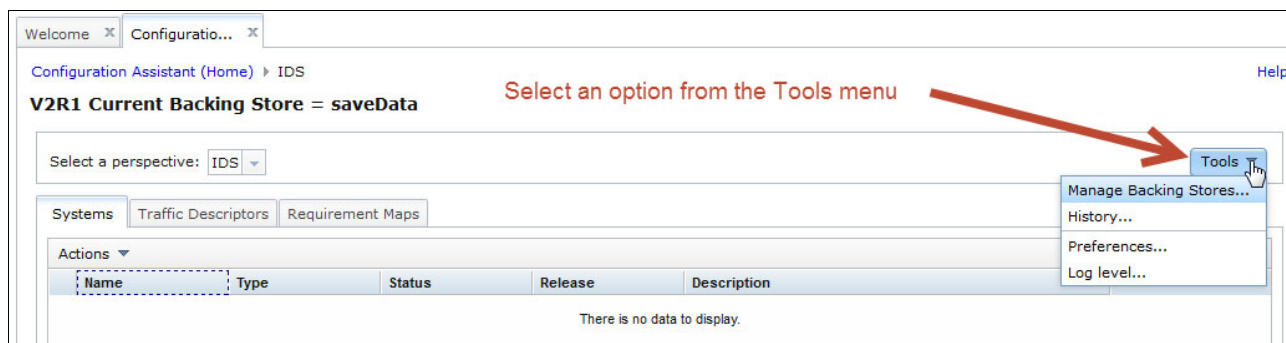 Welcome X Configuratio... X
Configuration Assistant (Home) IDS Help
V2R1 Current Backing Store = saveData
Select an option from the Tools menu
Select a perspective: IDS
Tools
Manage Backing Stores...
History...
Preferences...
Log level...
Systems Traffic Descriptors Requirement Maps
Actions
Name Type Status Release Description
There is no data to display.